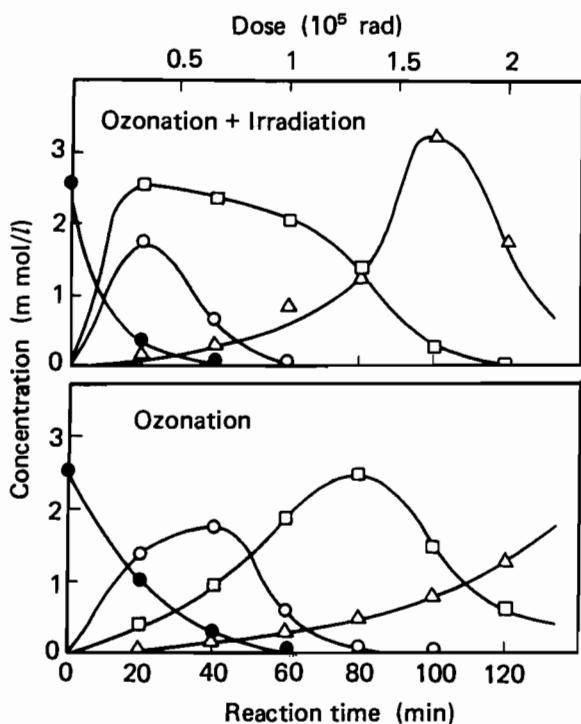 Dose (10⁵ rad)
0.5 1 1.5 2
Ozonation + Irradiation
3
2
1
0
Concentration (m mol/l)
Ozonation
3
2
1
0
0 20 40 60 80 100 120
Reaction time (min)